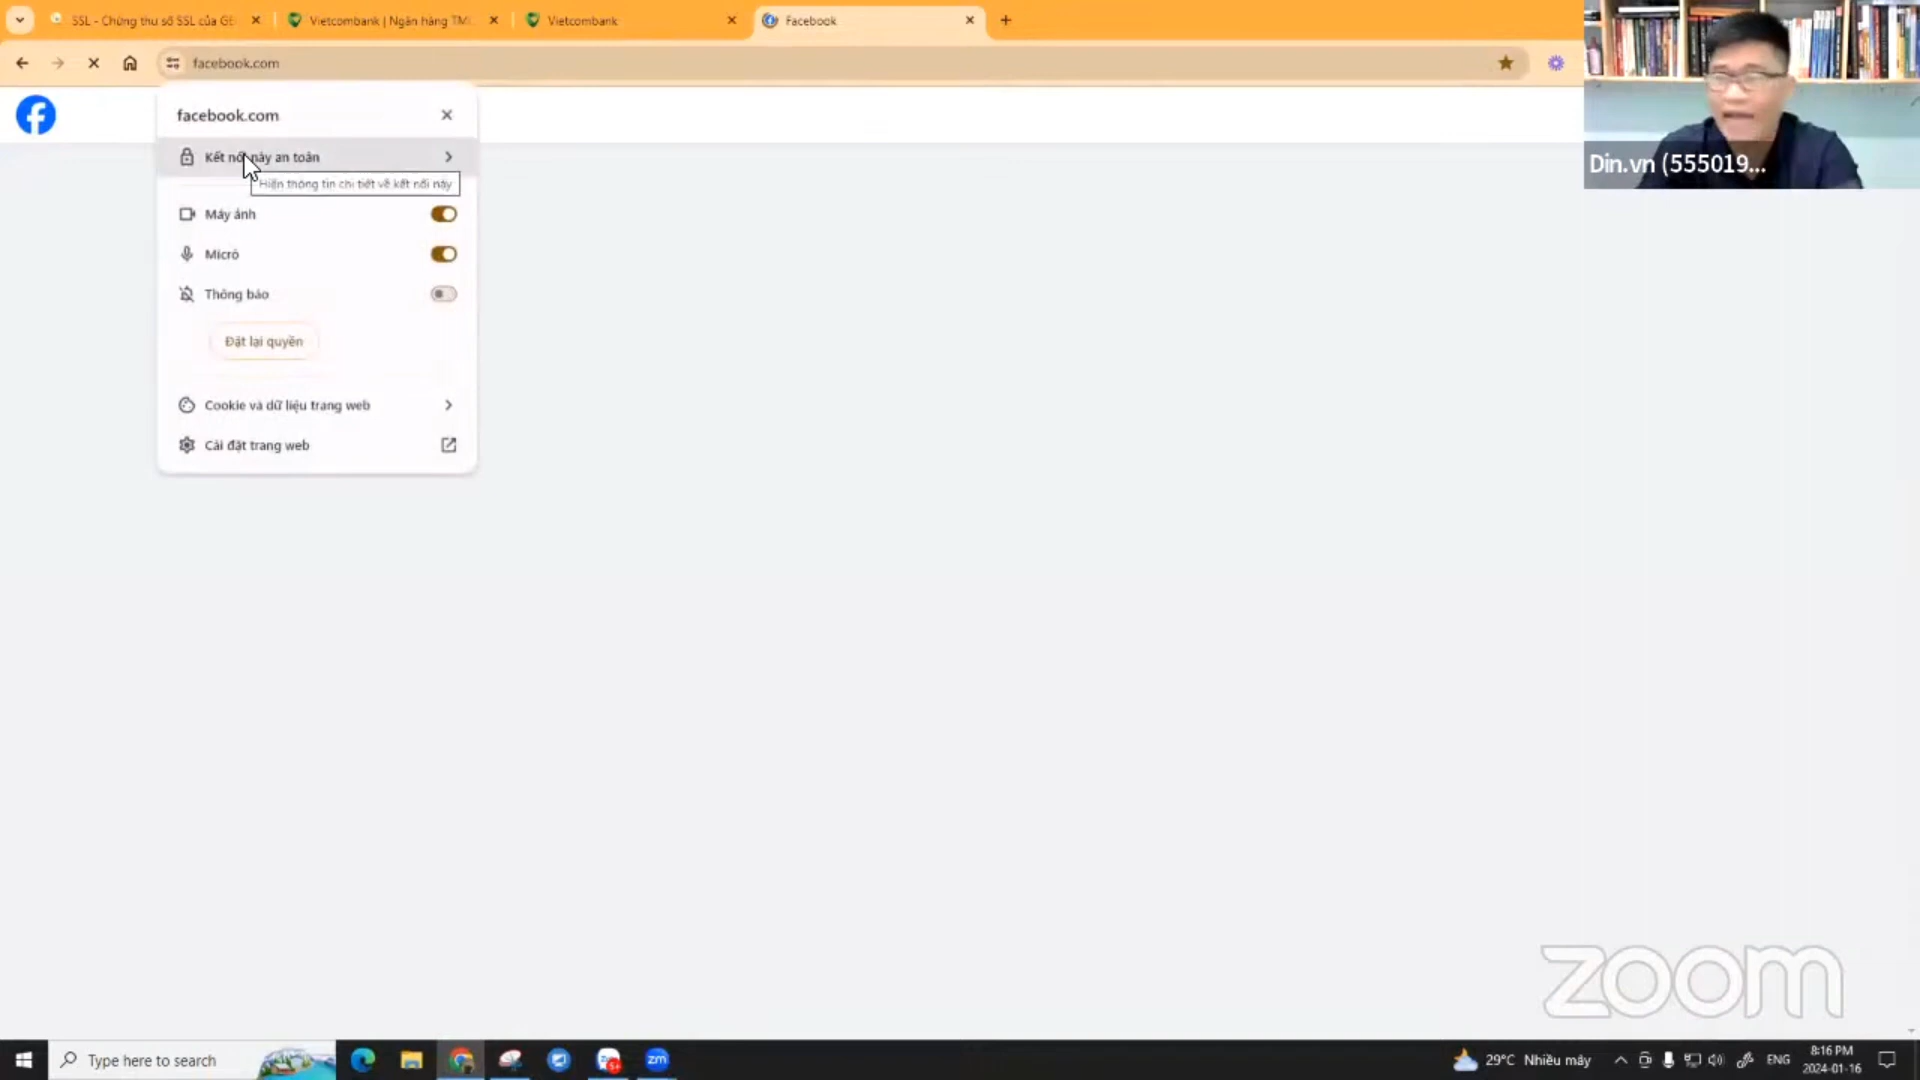 SSL - Chứng thư số SSL của Gl
Vietcombank | Ngân hàng TM
Vietcombank
Facebook
facebook.com
facebook.com
Kết nối này an toàn
Hiện thông tin chi tiết về kết nối này
Máy ảnh
Micrô
Thông báo
Đặt lại quyền
Cookie và dữ liệu trang web
Cài đặt trang web
Din.vn (555019...
zoom
Type here to search
zm
29°C Nhiều mây
ENG
8:16 PM
2024-01-16